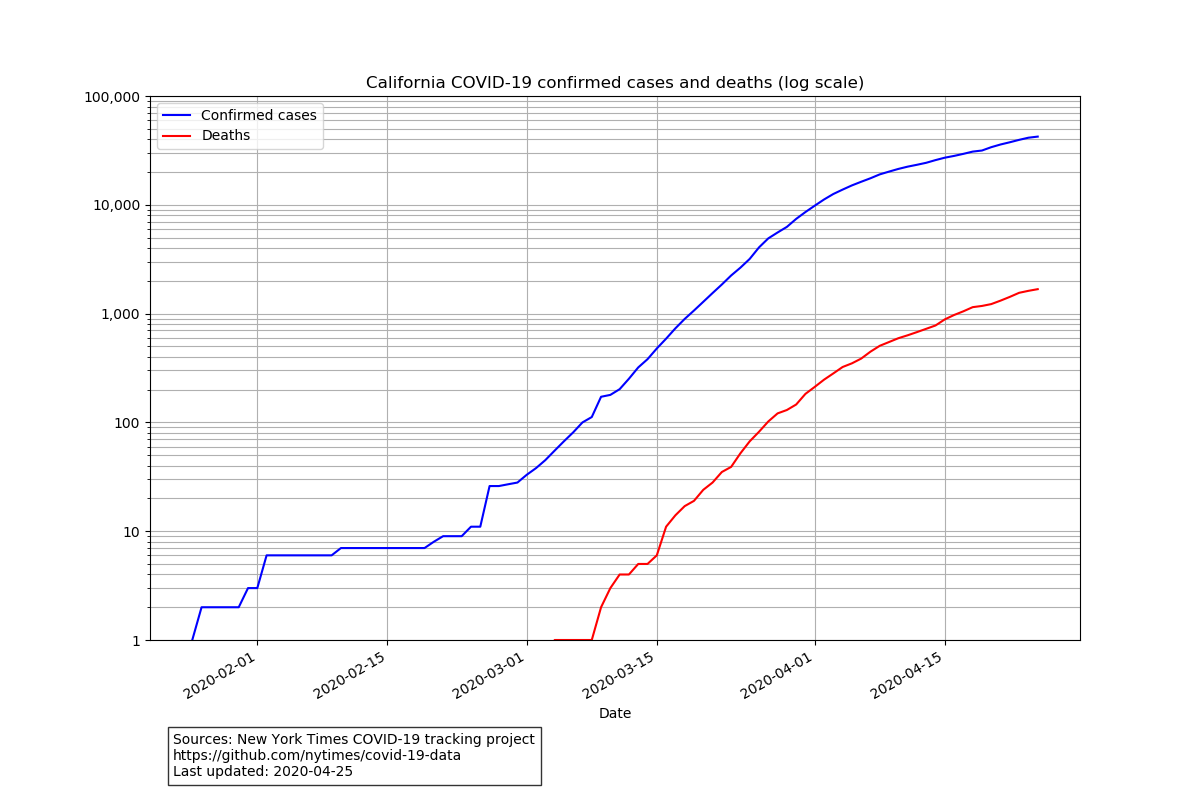 California COVID-19 confirmed cases and deaths (log scale)
100,000
10,000
1,000
100
10
1
Confirmed cases
Deaths
2020-02-01
2020-02-15
2020-03-01
2020-03-15
2020-04-01
2020-04-15
Date
Sources: New York Times COVID-19 tracking project
https://github.com/nytimes/covid-19-data
Last updated: 2020-04-25